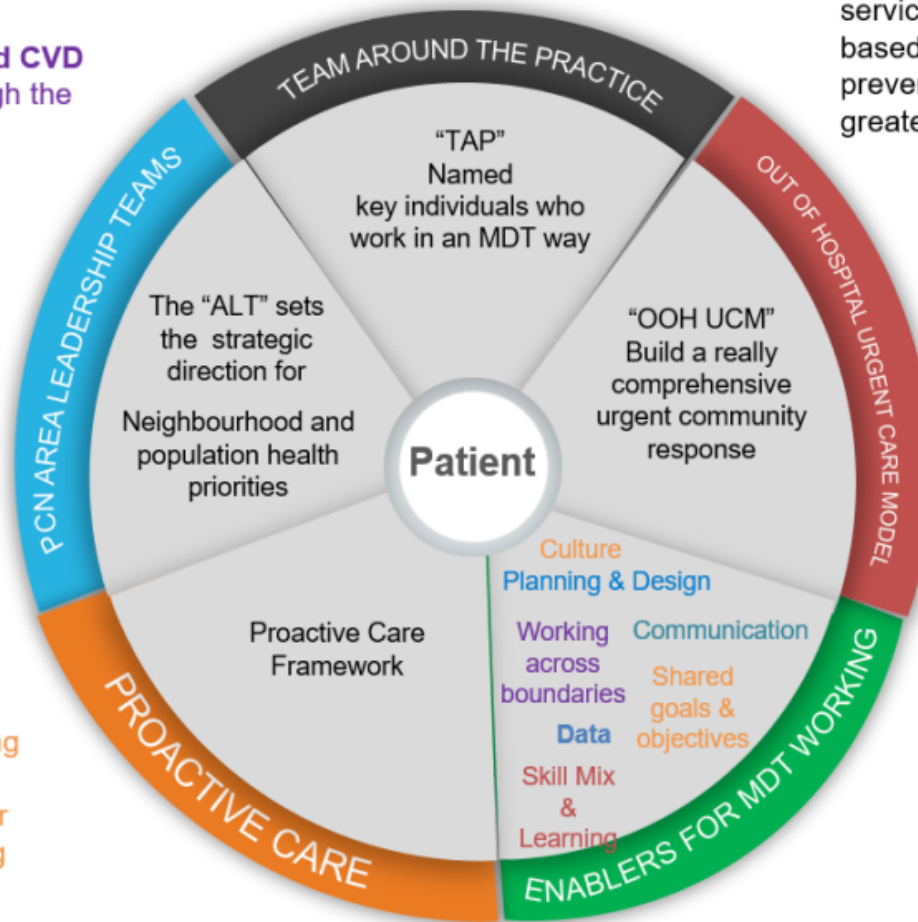 d CVD
gh the
servic
based
preven
greate
TEAM AROUND THE PRACTICE
“TAP”
Named
key individuals who
work in an MDT way
OUT OF HOSPITAL URGENT CARE MODEL
“OOH UCM”
Build a really
comprehensive
urgent community
response
PCN AREA LEADERSHIP TEAMS
The “ALT” sets
the strategic
direction for
Neighbourhood and
population health
priorities
Patient
Culture
Planning & Design
Working
across
boundaries
Communication
Shared
goals &
objectives
Data
Skill Mix
&
Learning
ENABLERS FOR MDT WORKING
Proactive Care
Framework
PROACTIVE CARE
g
r
g